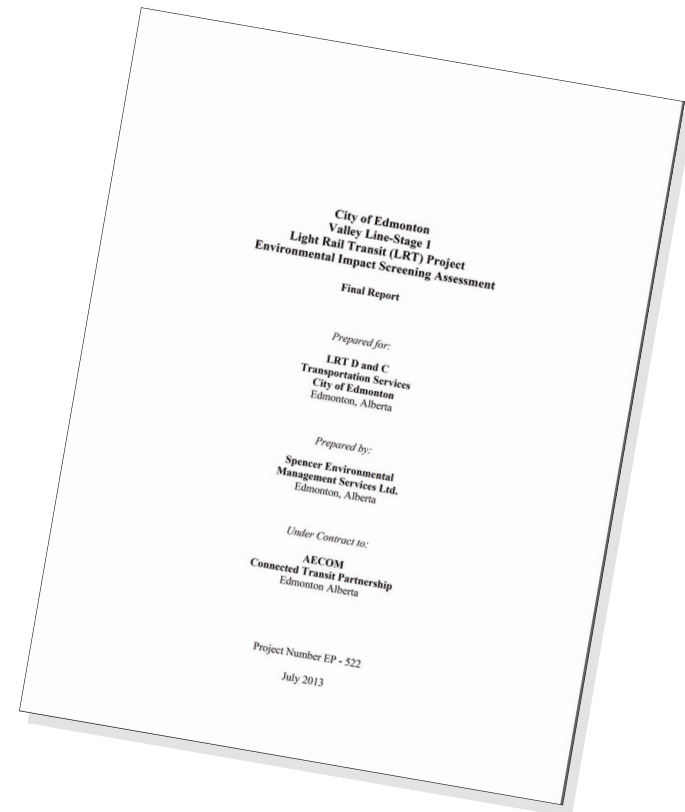 City of Edmonton
Valley Line-Stage 1
Light Rail Transit (LRT) Project
Environmental Impact Screening Assessment
Final Report
Prepared for:
LRT D and C
Transportation Services
City of Edmonton
Edmonton, Alberta
Prepared by:
Spencer Environmental
Management Services Ltd.
Edmonton, Alberta
Under Contract to:
AECOM
Connected Transit Partnership
Edmonton Alberta
Project Number EP - 522
July 2013